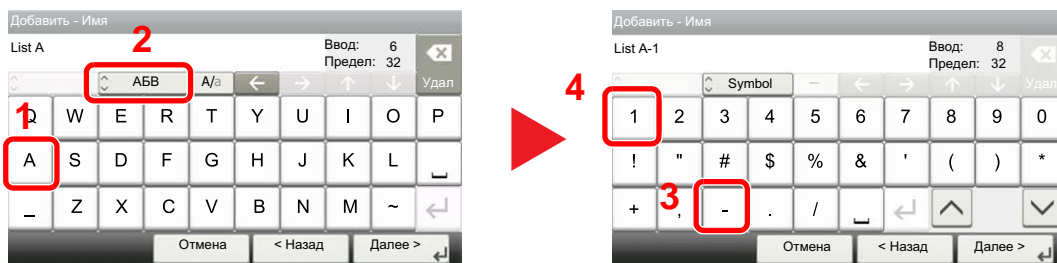 Добавить - Имя
List A
Ввод: 6
Предел: 32
2
АБВ
A/a
Удал
1
Q W E R T Y U I O P
A S D F G H J K L
_ Z X C V B N M ~
Отмена
< Назад
Далее >
Добавить - Имя
List A-1
Ввод: 8
Предел: 32
4
Symbol
Удал
1 2 3 4 5 6 7 8 9 0
! " # $ % & ' ( ) *
3
+ , - . /
Отмена
< Назад
Далее >